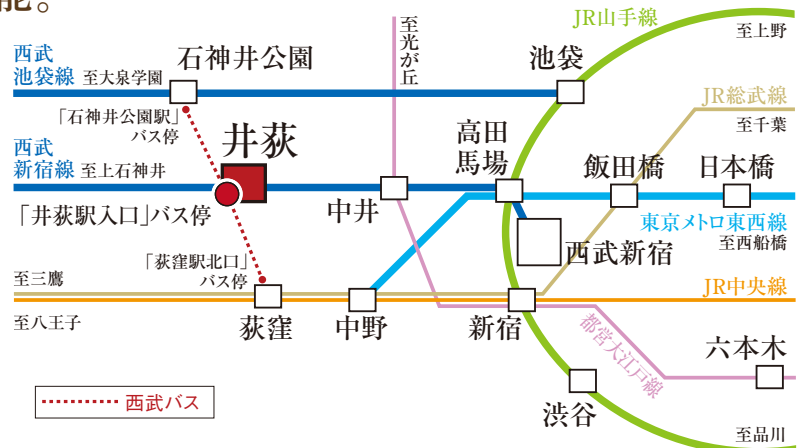 能。
JR山手線
至上野
西武
池袋線 至大泉学園
石神井公園
至光が丘
池袋
JR総武線
至千葉
「石神井公園駅」
バス停
井荻
高田
馬場
飯田橋
日本橋
西武
新宿線 至上石神井
中井
「井荻駅入口」バス停
東京メトロ東西線
至西船橋
西武新宿
「荻窪駅北口」
バス停
至三鷹
JR中央線
至八王子
荻窪
中野
新宿
都営大江戸線
六本木
渋谷
西武バス
至品川